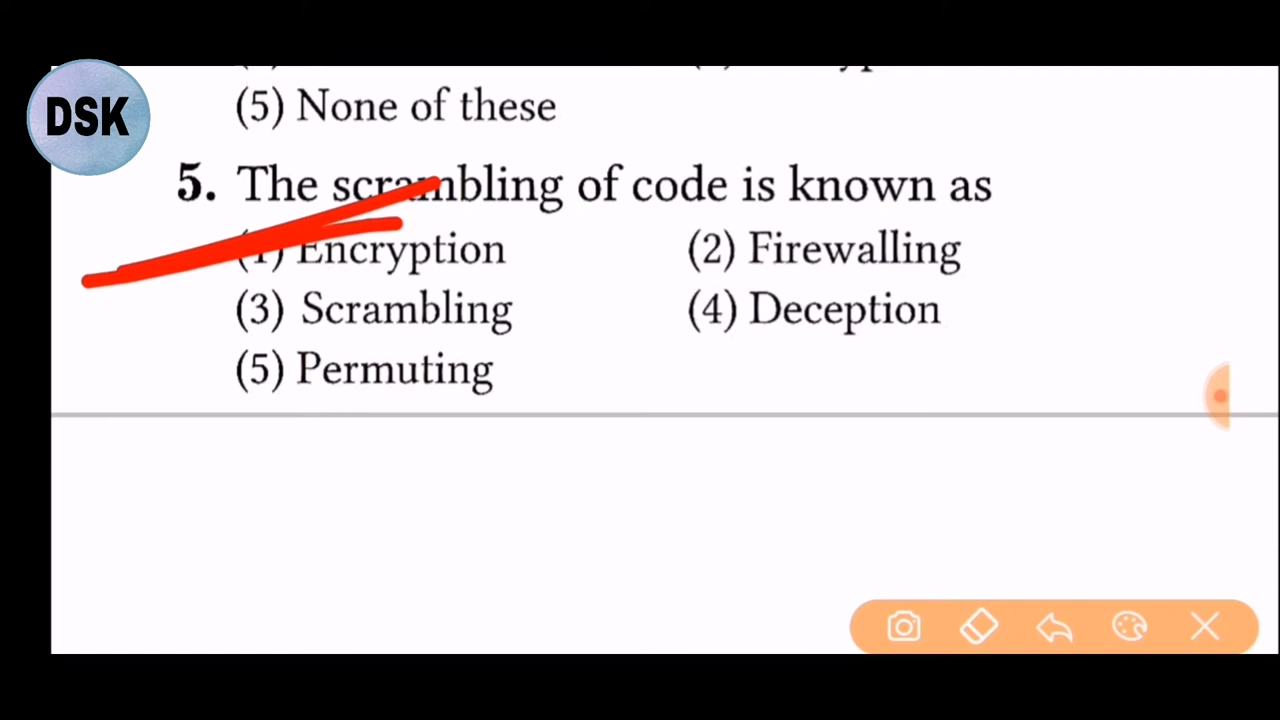 DSK
(5) None of these
5. The scrambling of code is known as
(1) Encryption (2) Firewalling
(3) Scrambling (4) Deception
(5) Permuting